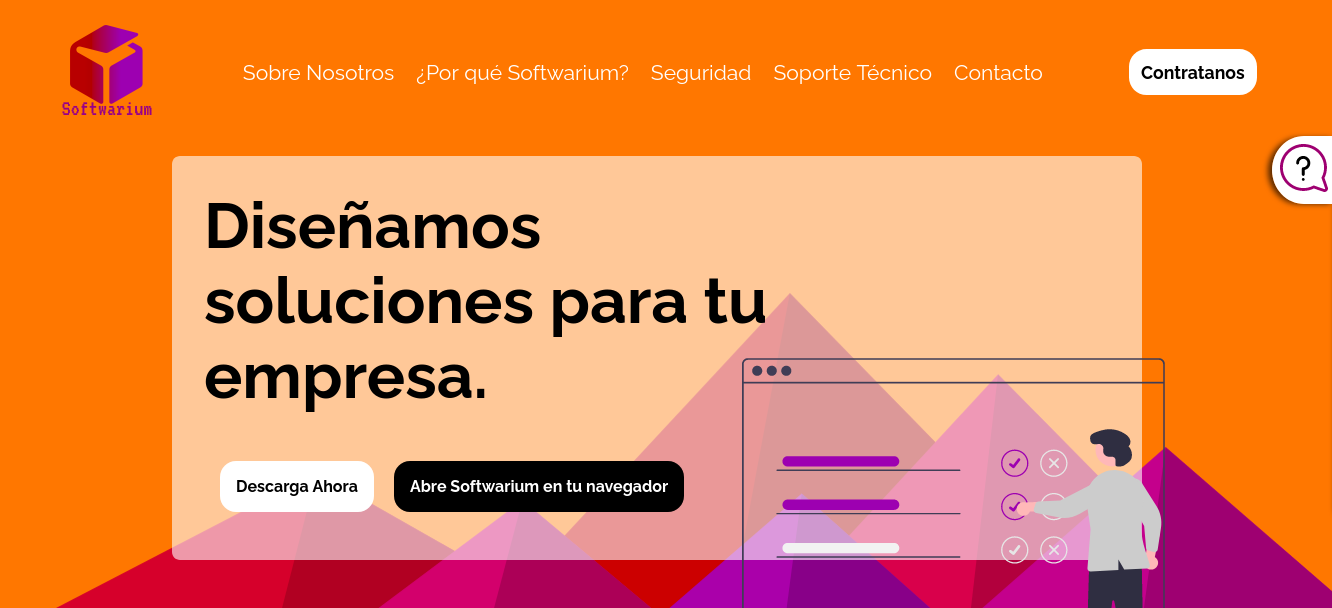 Softwarium
Sobre Nosotros
¿Por qué Softwarium?
Seguridad
Soporte Técnico
Contacto
Contratanos
?
Diseñamos
soluciones para tu
empresa.
Descarga Ahora
Abre Softwarium en tu navegador